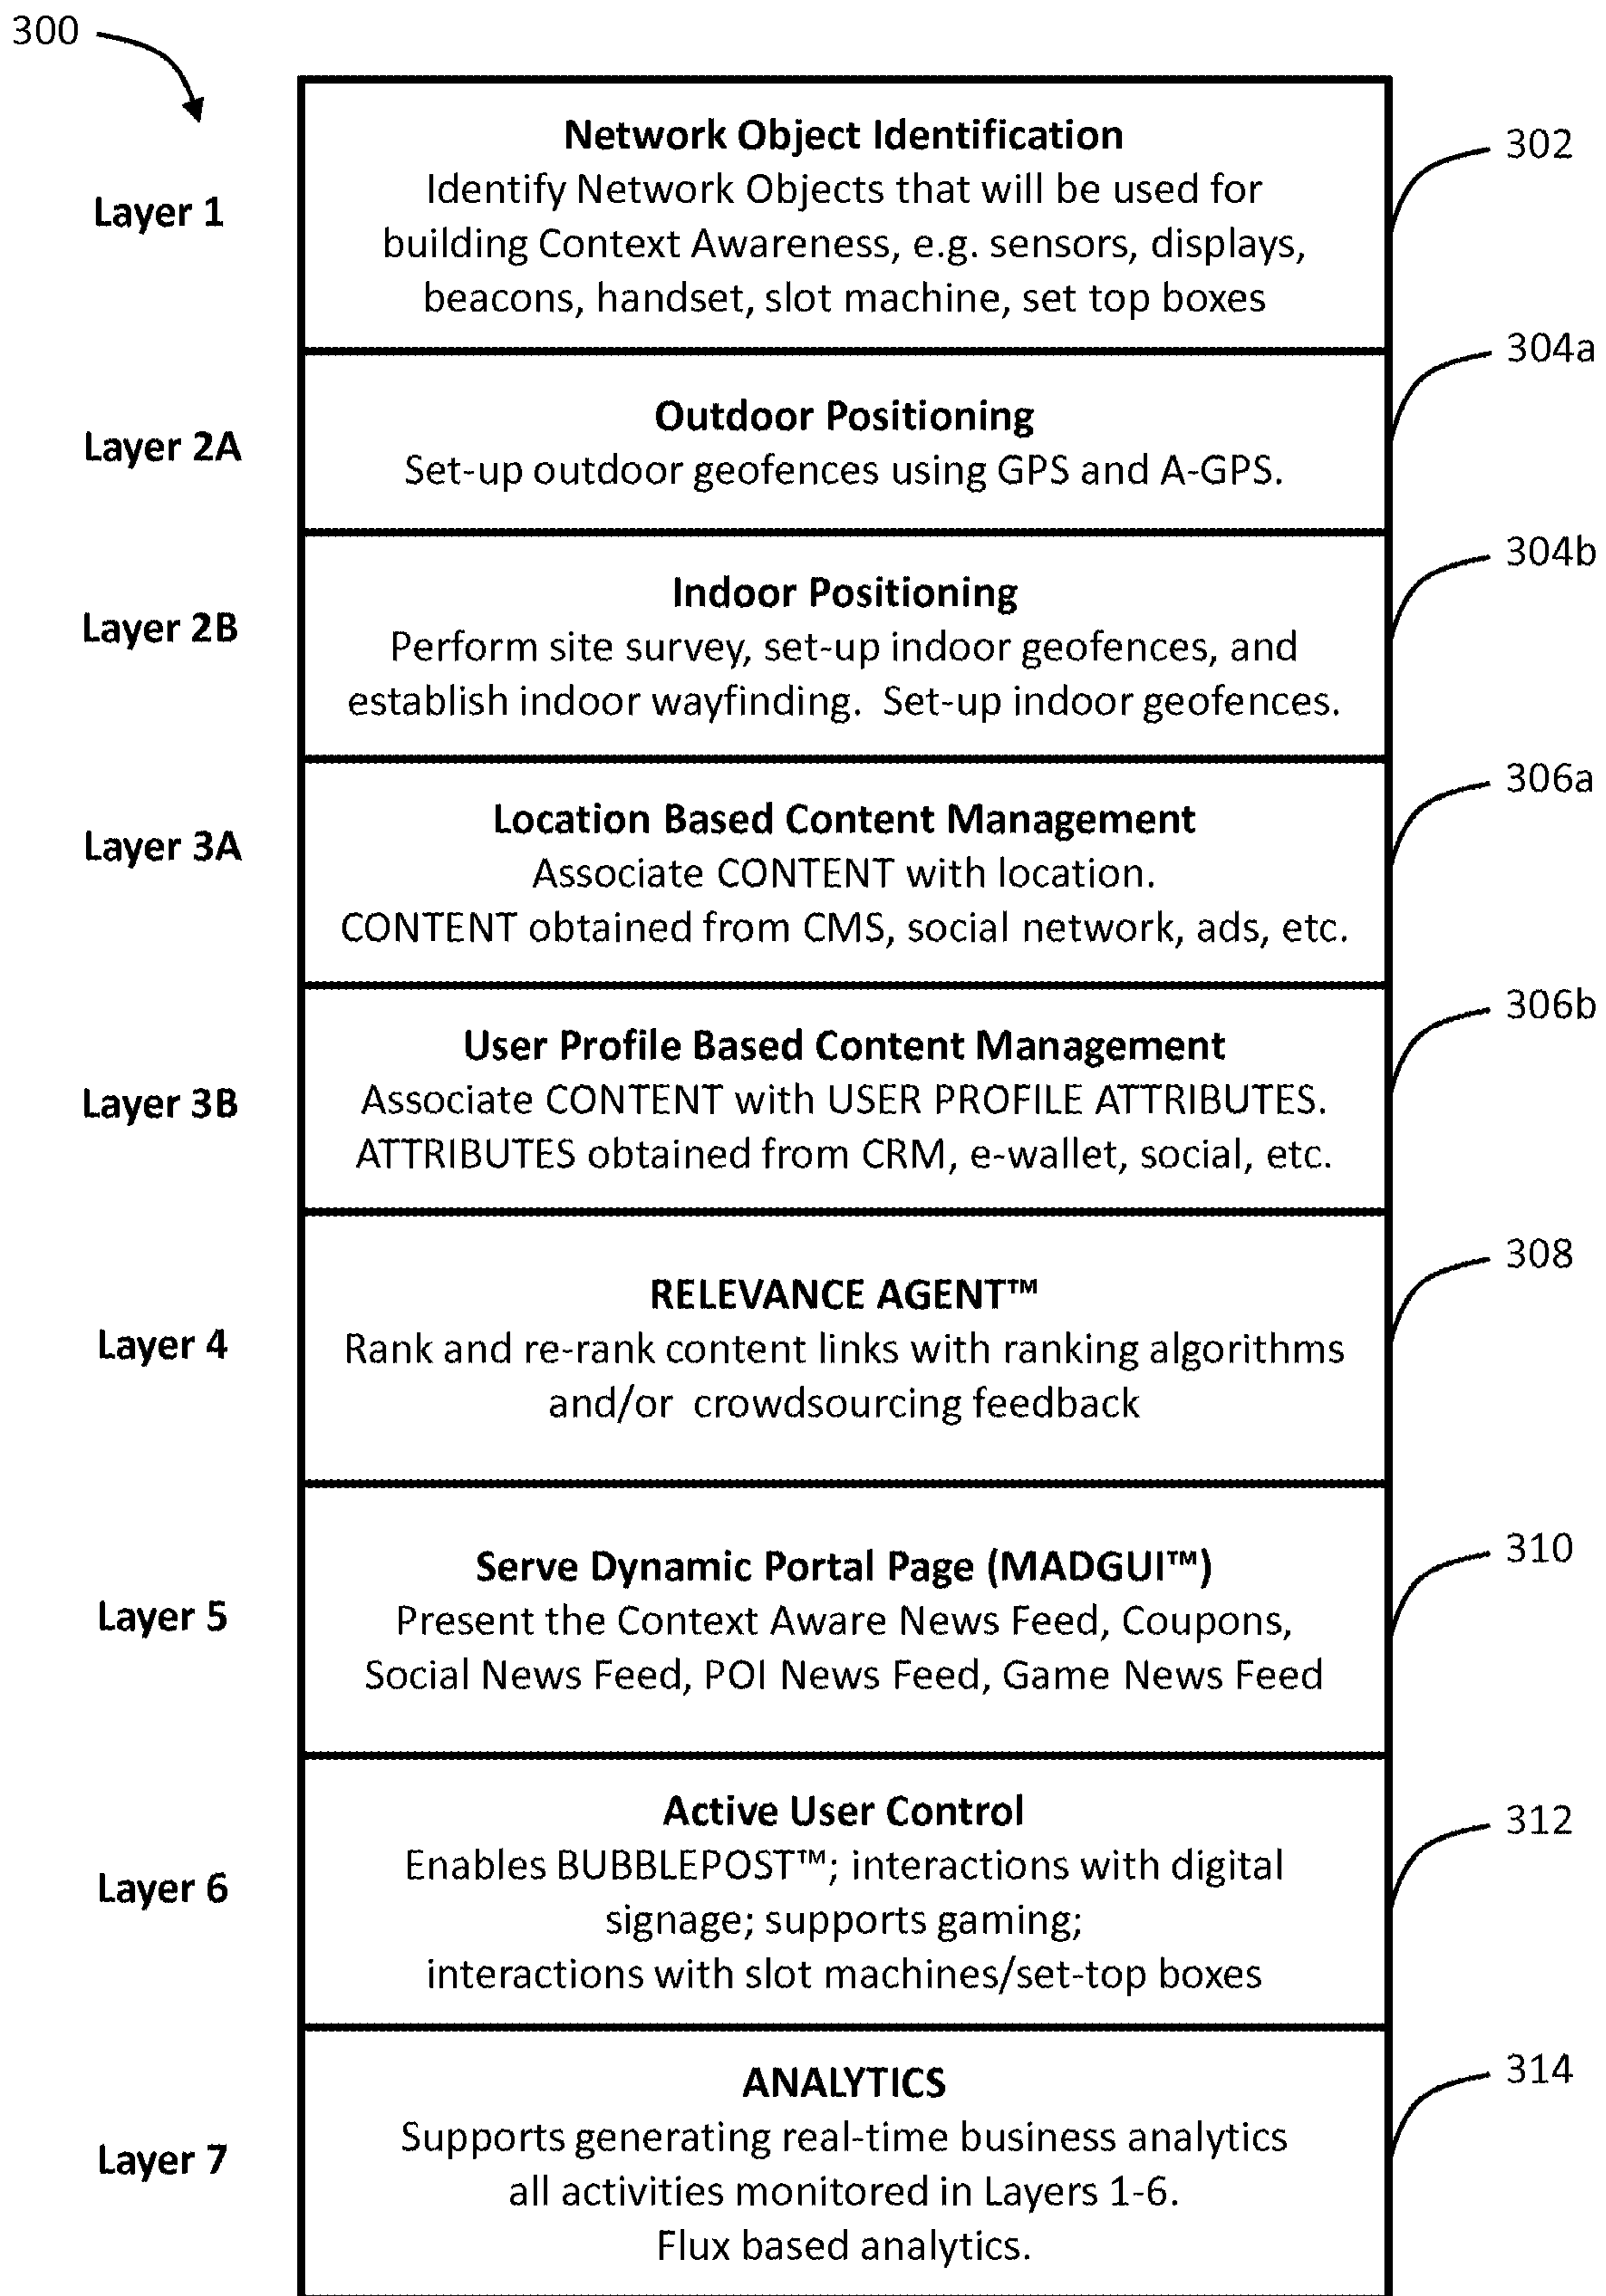 300
Network Object Identification
302
Identify Network Objects that will be used for
Layer 1
building Context Awareness, e.g. sensors, displays,
beacons, handset, slot machine, set top boxes
304a
Outdoor Positioning
Layer 2A
Set-up outdoor geofences using GPS and A-GPS.
304b
Indoor Positioning
Layer 2B
Perform site survey, set-up indoor geofences, and
establish indoor wayfinding.  Set-up indoor geofences.
306a
Location Based Content Management
Layer 3A
Associate CONTENT with location.
CONTENT obtained from CMS, social network, ads, etc.
306b
User Profile Based Content Management
Layer 3B
Associate CONTENT with USER PROFILE ATTRIBUTES.
ATTRIBUTES obtained from CRM, e-wallet, social, etc.
308
RELEVANCE AGENT™
Layer 4
Rank and re-rank content links with ranking algorithms
and/or  crowdsourcing feedback
310
Serve Dynamic Portal Page (MADGUI™)
Layer 5
Present the Context Aware News Feed, Coupons,
Social News Feed, POI News Feed, Game News Feed
Active User Control
312
Enables BUBBLEPOST™; interactions with digital
Layer 6
signage; supports gaming;
interactions with slot machines/set-top boxes
314
ANALYTICS
Supports generating real-time business analytics
Layer 7
all activities monitored in Layers 1-6.
Flux based analytics.